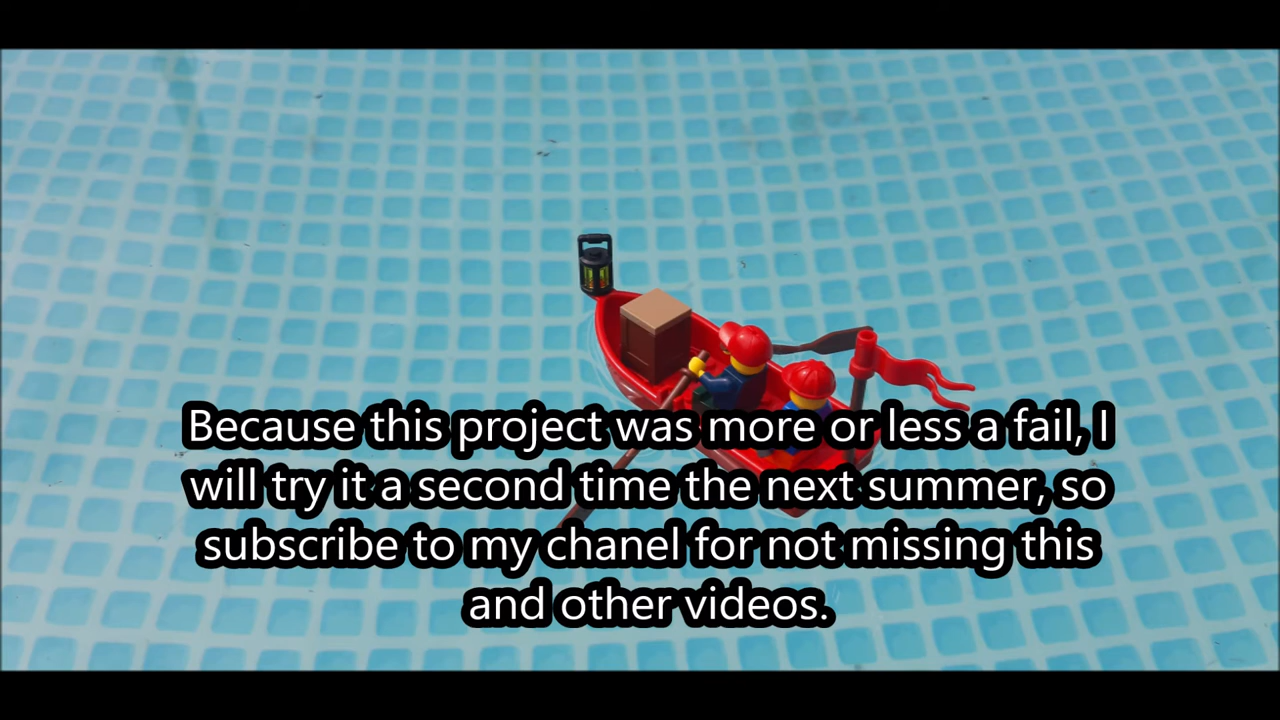 Because this project was more or less a fail, I
will try it a second time the next summer, so
subscribe to my chanel for not missing this
and other videos.